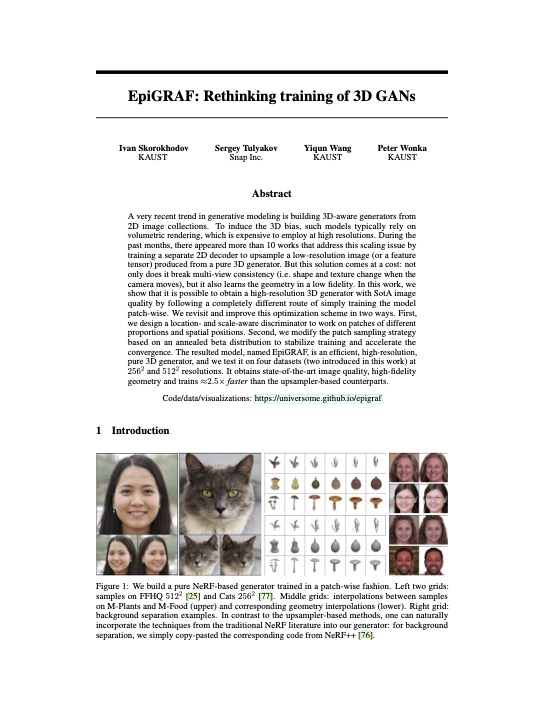 EpiGRAF: Rethinking training of 3D GANs
Ivan Skorokhodov Sergey Tulyakov Yiqun Wang Peter Wonka
KAUST Snap Inc. KAUST KAUST
Abstract
A very recent trend in generative modeling is building 3D-aware generators from
2D image collections. To induce the 3D bias, such models typically rely on
volumetric rendering, which is expensive to employ at high resolutions. During the
past months, there appeared more than 10 works that address this scaling issue by
training a separate 2D decoder to upsample a low-resolution image (or a feature
tensor) produced from a pure 3D generator. But this solution comes at a cost: not
only does it break multi-view consistency (i.e. shape and texture change when the
camera moves), but it also learns the geometry in a low fidelity. In this work, we
show that it is possible to obtain a high-resolution 3D generator with SotA image
quality by following a completely different route of simply training the model
patch-wise. We revisit and improve this optimization scheme in two ways. First,
we design a location- and scale-aware discriminator to work on patches of different
proportions and spatial positions. Second, we modify the patch sampling strategy
based on an annealed beta distribution to stabilize training and accelerate the
convergence. The resulted model, named EpiGRAF, is an efficient, high-resolution,
pure 3D generator, and we test it on four datasets (two introduced in this work) at
256² and 512² resolutions. It obtains state-of-the-art image quality, high-fidelity
geometry and trains ≈2.5× faster than the upsampler-based counterparts.
Code/data/visualizations: https://universome.github.io/epigraf
1 Introduction
Figure 1: We build a pure NeRF-based generator trained in a patch-wise fashion. Left two grids:
samples on FFHQ 512² [25] and Cats 256² [77]. Middle grids: interpolations between samples
on M-Plants and M-Food (upper) and corresponding geometry interpolations (lower). Right grid:
background separation examples. In contrast to the upsampler-based methods, one can naturally
incorporate the techniques from the traditional NeRF literature into our generator: for background
separation, we simply copy-pasted the corresponding code from NeRF++ [76].